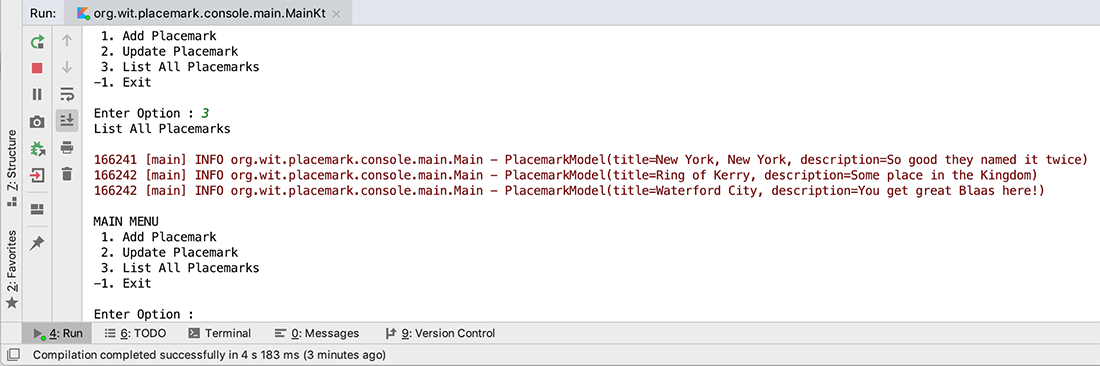 Run: org.wit.placemark.console.main.MainKt
1. Add Placemark
2. Update Placemark
3. List All Placemarks
–1. Exit
Enter Option : 3
List All Placemarks
166241 [main] INFO org.wit.placemark.console.main.Main – PlacemarkModel(title=New York, New York, description=So good they named it twice)
166242 [main] INFO org.wit.placemark.console.main.Main – PlacemarkModel(title=Ring of Kerry, description=Some place in the Kingdom)
166242 [main] INFO org.wit.placemark.console.main.Main – PlacemarkModel(title=Waterford City, description=You get great Blaas here!)
MAIN MENU
1. Add Placemark
2. Update Placemark
3. List All Placemarks
–1. Exit
Enter Option :
Z: Structure
2: Favorites
4: Run 6: TODO Terminal 0: Messages 9: Version Control
Compilation completed successfully in 4 s 183 ms (3 minutes ago)